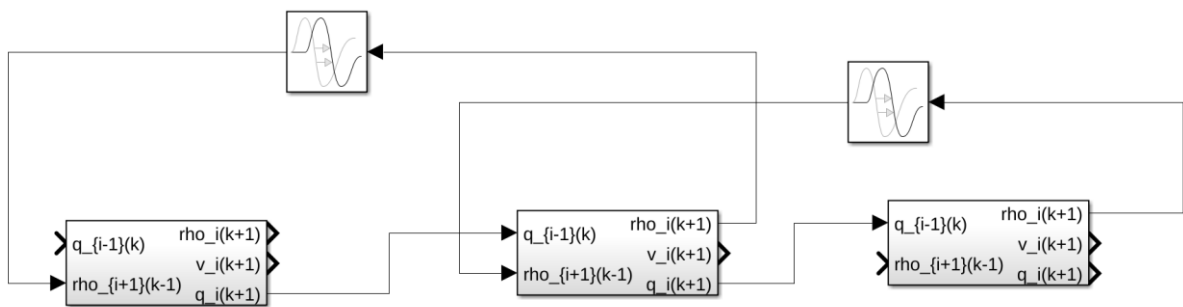 q_{i-1}(k)
rho_{i+1}(k-1)
rho_i(k+1)
v_i(k+1)
q_i(k+1)
q_{i-1}(k)
rho_{i+1}(k-1)
rho_i(k+1)
v_i(k+1)
q_i(k+1)
q_{i-1}(k)
rho_{i+1}(k-1)
rho_i(k+1)
v_i(k+1)
q_i(k+1)